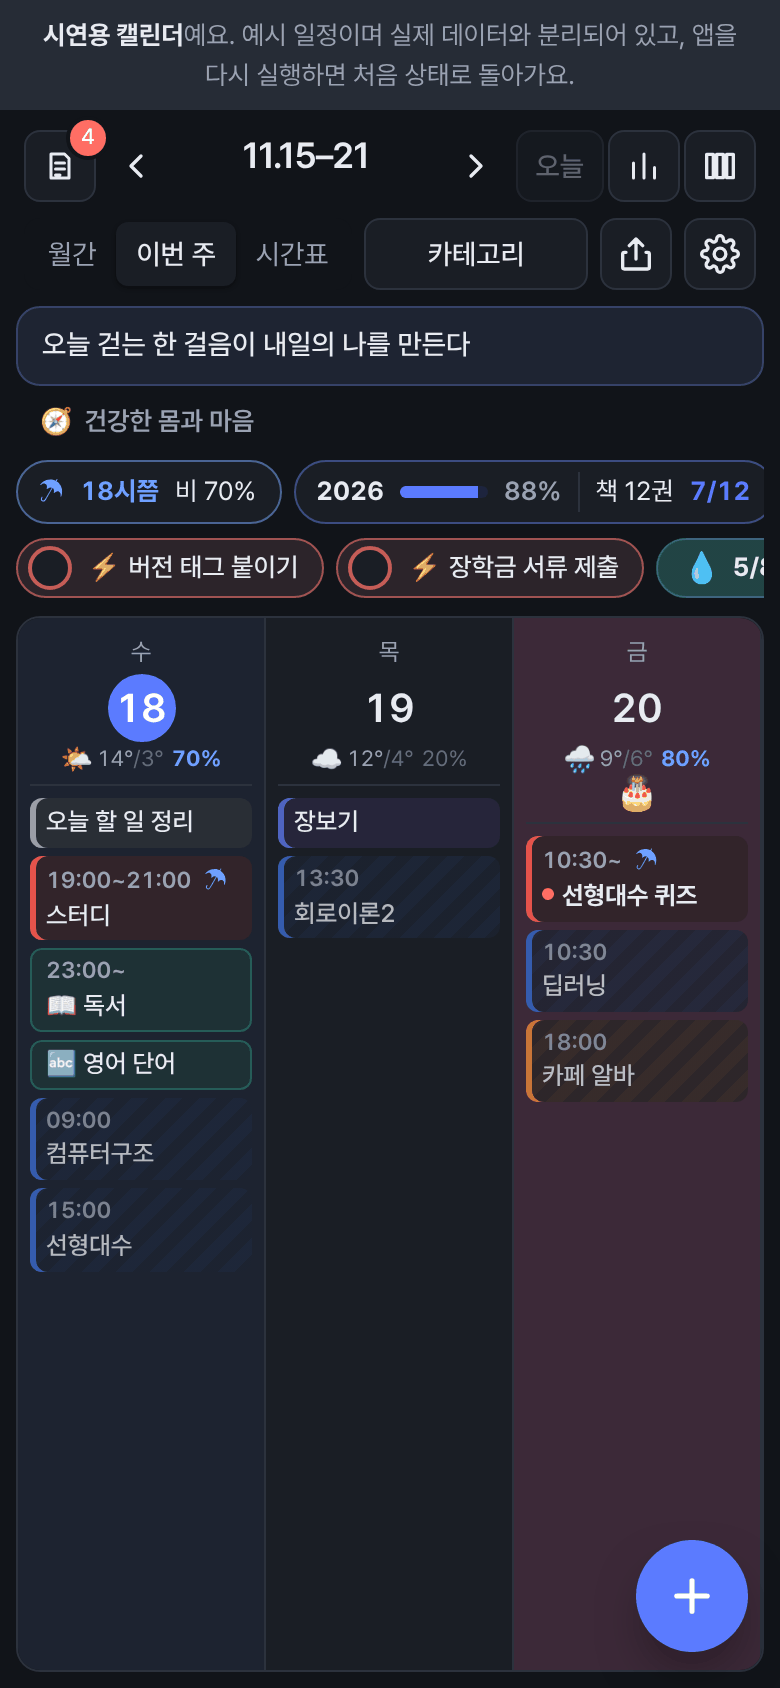 시연용 캘린더예요. 예시 일정이며 실제 데이터와 분리되어 있고, 앱을
다시 실행하면 처음 상태로 돌아가요.
4
11.15–21
오늘
월간 이번 주 시간표 카테고리
오늘 걷는 한 걸음이 내일의 나를 만든다
건강한 몸과 마음
18시쯤 비 70%
2026 88% 책 12권 7/12
버전 태그 붙이기
장학금 서류 제출
수
18
14°/3° 70%
오늘 할 일 정리
19:00~21:00
스터디
23:00~
독서
abc 영어 단어
09:00
컴퓨터구조
15:00
선형대수
목
19
12°/4° 20%
장보기
13:30
회로이론2
금
20
9°/6° 80%
10:30~
선형대수 퀴즈
10:30
딥러닝
18:00
카페 알바